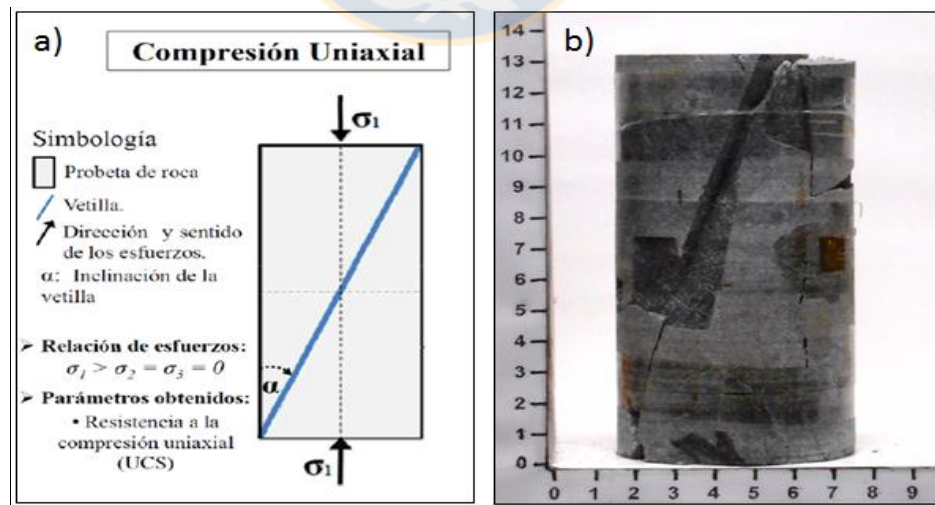 a)
Compresión Uniaxial
σ1
Simbología
Probeta de roca
Vetilla.
Dirección y sentido
de los esfuerzos.
α: Inclinación de la
vetilla
➤ Relación de esfuerzos:
σ1 > σ2 = σ3 = 0
➤ Parámetros obtenidos:
• Resistencia a la
compresión uniaxial
(UCS)
α
σ1
b)
14
13
12
11
10
9
8
7
6
5
4
3
2
1
0
0 1 2 3 4 5 6 7 8 9